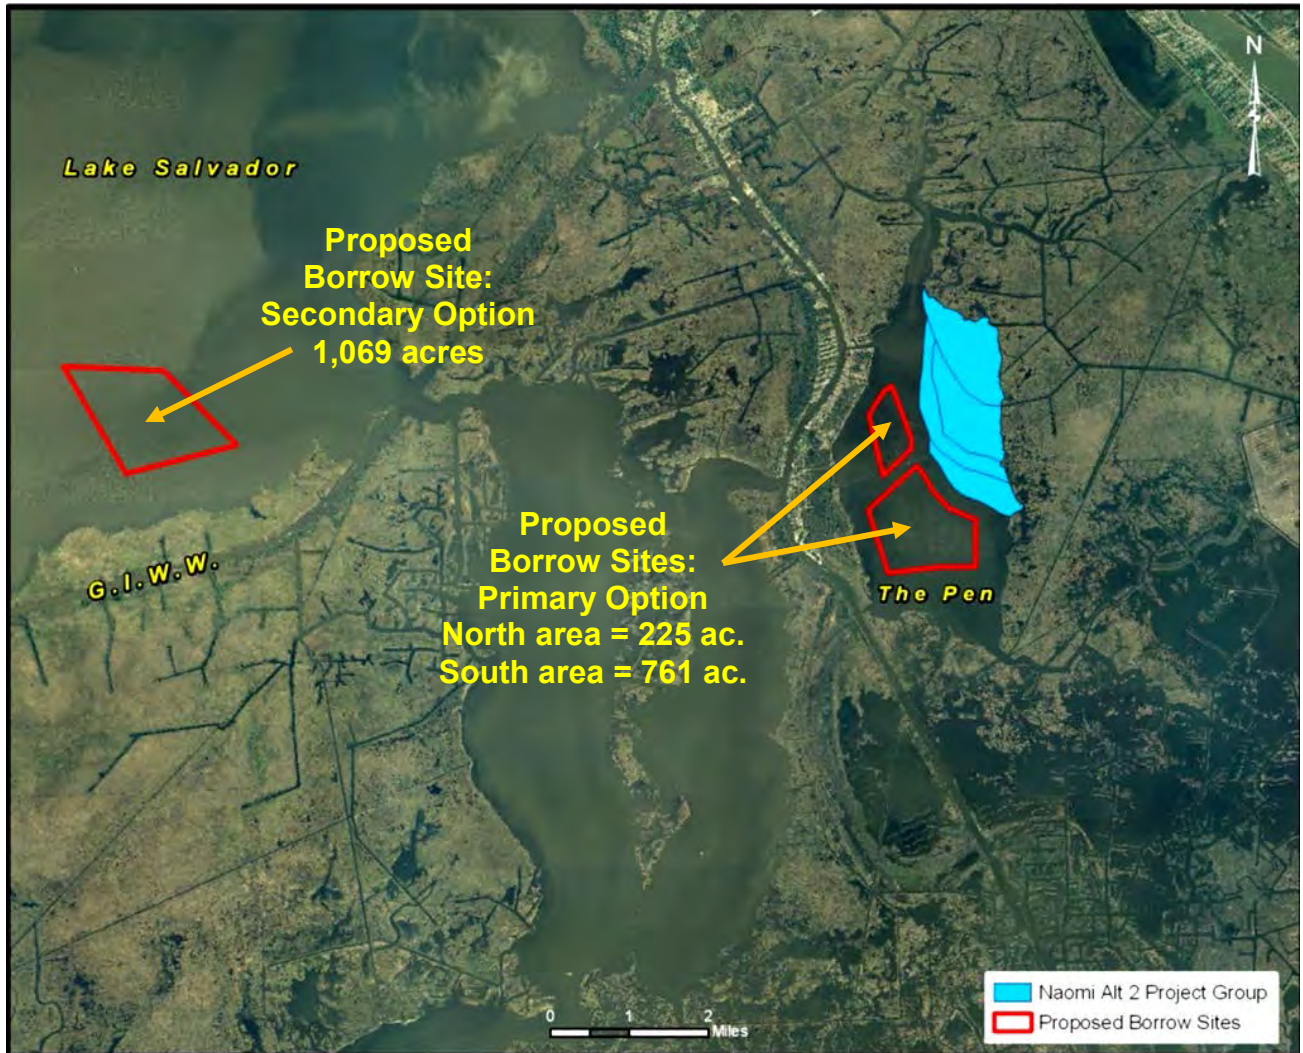 N
Lake Salvador
Proposed
Borrow Site:
Secondary Option
1,069 acres
Proposed
Borrow Sites:
Primary Option
North area = 225 ac.
South area = 761 ac.
G.I.W.W.
The Pen
0 1 2
Miles
Naomi Alt 2 Project Group
Proposed Borrow Sites